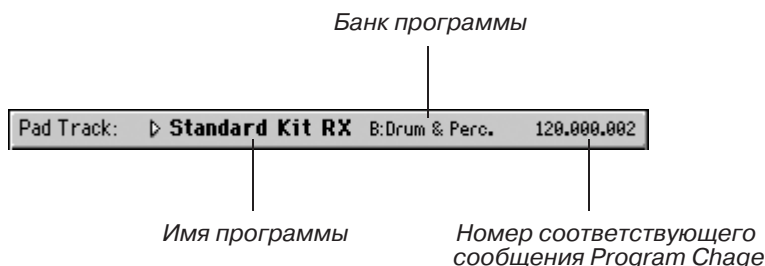 Банк программы
Pad Track: ▷ Standard Kit RX B:Drum & Perc. 120.000.002
Имя программы
Номер соответствующего
сообщения Program Chage